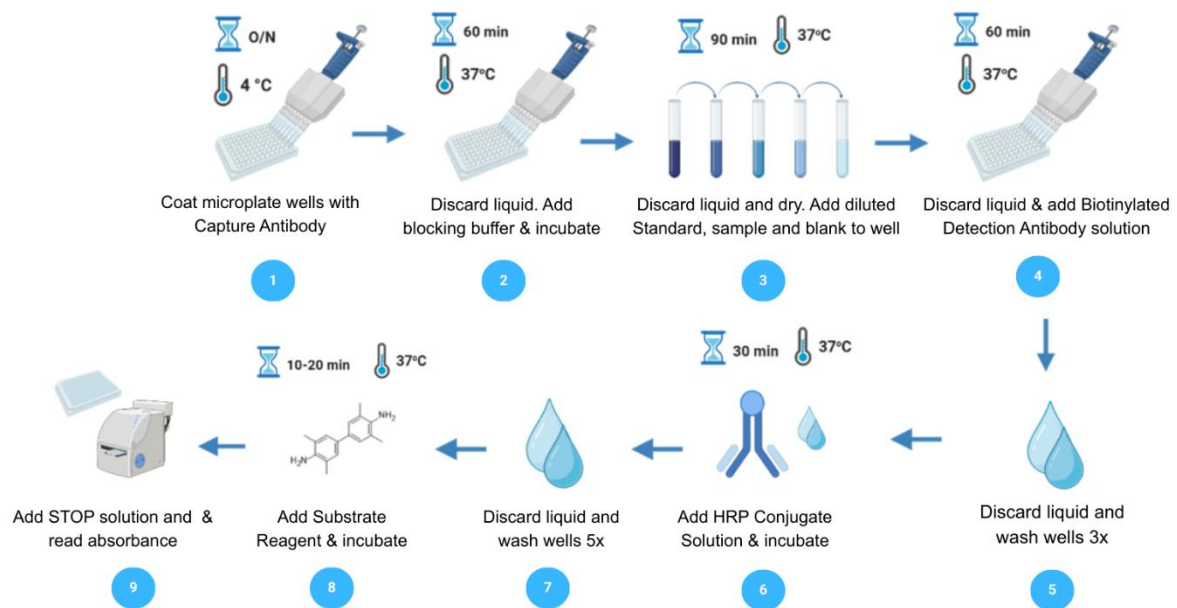 O/N
4 °C
Coat microplate wells with
Capture Antibody
1
60 min
37°C
Discard liquid. Add
blocking buffer & incubate
2
90 min
37°C
Discard liquid and dry. Add diluted
Standard, sample and blank to well
3
60 min
37°C
Discard liquid & add Biotinylated
Detection Antibody solution
4
Discard liquid and
wash wells 3x
5
30 min
37°C
Add HRP Conjugate
Solution & incubate
6
Discard liquid and
wash wells 5x
7
10-20 min
37°C
NH₂
H₂N
Add Substrate
Reagent & incubate
8
Add STOP solution and &
read absorbance
9